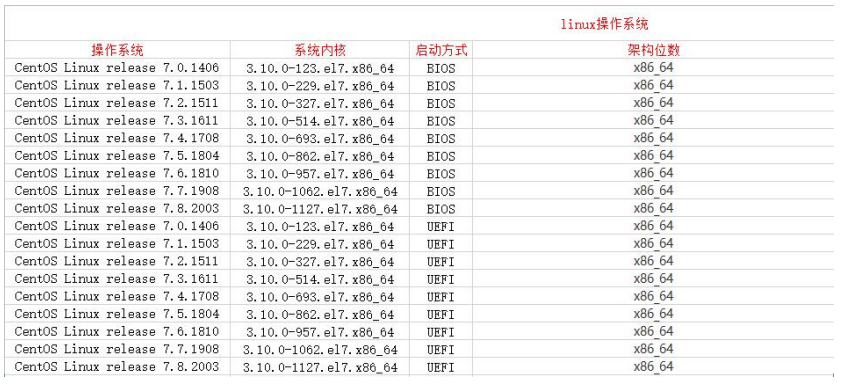 linux操作系统
操作系统 系统内核 启动方式 架构位数
CentOS Linux release 7.0.1406 3.10.0-123.el7.x86_64 BIOS x86_64
CentOS Linux release 7.1.1503 3.10.0-229.el7.x86_64 BIOS x86_64
CentOS Linux release 7.2.1511 3.10.0-327.el7.x86_64 BIOS x86_64
CentOS Linux release 7.3.1611 3.10.0-514.el7.x86_64 BIOS x86_64
CentOS Linux release 7.4.1708 3.10.0-693.el7.x86_64 BIOS x86_64
CentOS Linux release 7.5.1804 3.10.0-862.el7.x86_64 BIOS x86_64
CentOS Linux release 7.6.1810 3.10.0-957.el7.x86_64 BIOS x86_64
CentOS Linux release 7.7.1908 3.10.0-1062.el7.x86_64 BIOS x86_64
CentOS Linux release 7.8.2003 3.10.0-1127.el7.x86_64 BIOS x86_64
CentOS Linux release 7.0.1406 3.10.0-123.el7.x86_64 UEFI x86_64
CentOS Linux release 7.1.1503 3.10.0-229.el7.x86_64 UEFI x86_64
CentOS Linux release 7.2.1511 3.10.0-327.el7.x86_64 UEFI x86_64
CentOS Linux release 7.3.1611 3.10.0-514.el7.x86_64 UEFI x86_64
CentOS Linux release 7.4.1708 3.10.0-693.el7.x86_64 UEFI x86_64
CentOS Linux release 7.5.1804 3.10.0-862.el7.x86_64 UEFI x86_64
CentOS Linux release 7.6.1810 3.10.0-957.el7.x86_64 UEFI x86_64
CentOS Linux release 7.7.1908 3.10.0-1062.el7.x86_64 UEFI x86_64
CentOS Linux release 7.8.2003 3.10.0-1127.el7.x86_64 UEFI x86_64